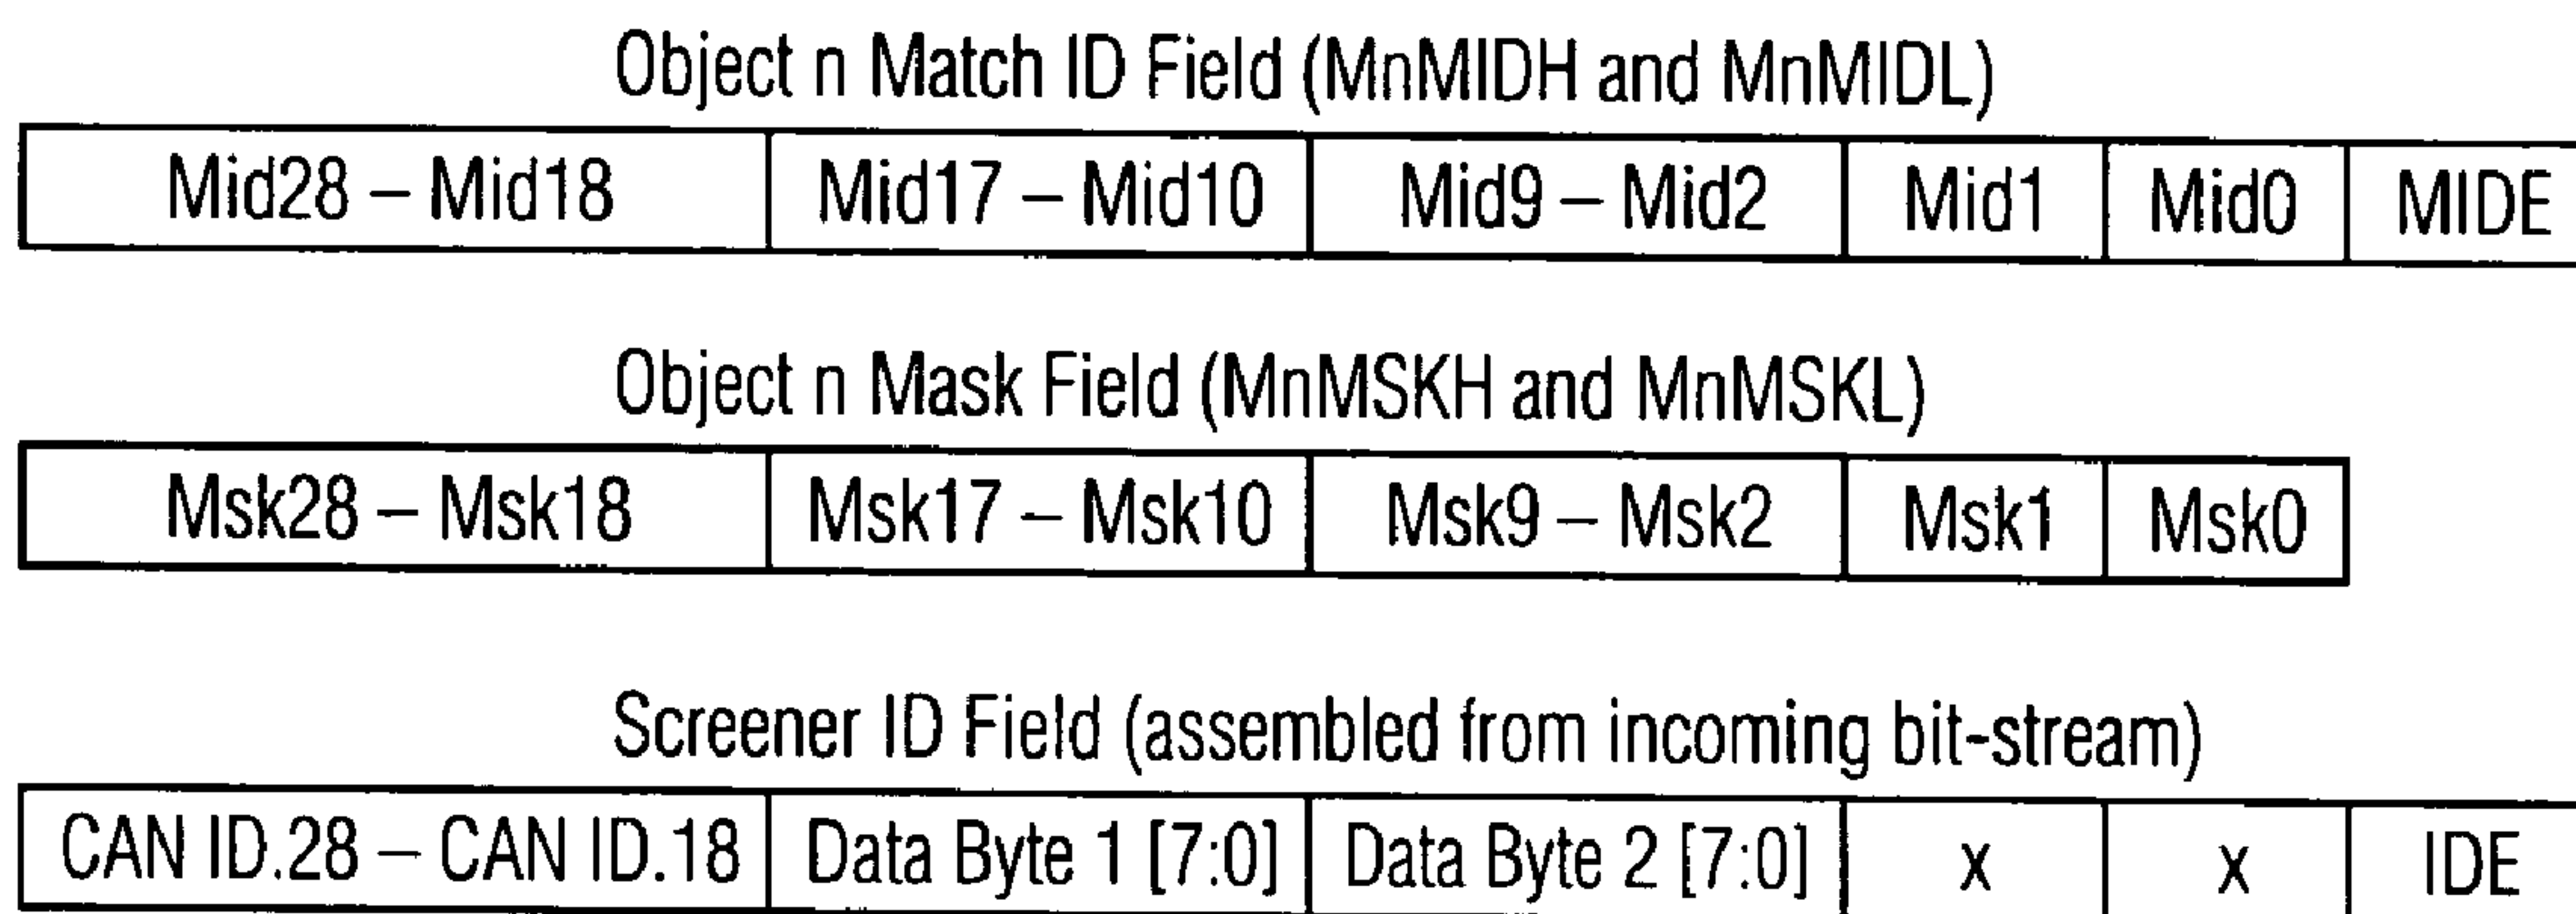 Object n Match ID Field (MnMIDH and MnMIDL)
Mid28 – Mid18 Mid17 – Mid10 Mid9 – Mid2 Mid1 Mid0 MIDE
Object n Mask Field (MnMSKH and MnMSKL)
Msk28 – Msk18 Msk17 – Msk10 Msk9 – Msk2 Msk1 Msk0
Screener ID Field (assembled from incoming bit-stream)
CAN ID.28 – CAN ID.18 Data Byte 1 [7:0] Data Byte 2 [7:0] x x IDE